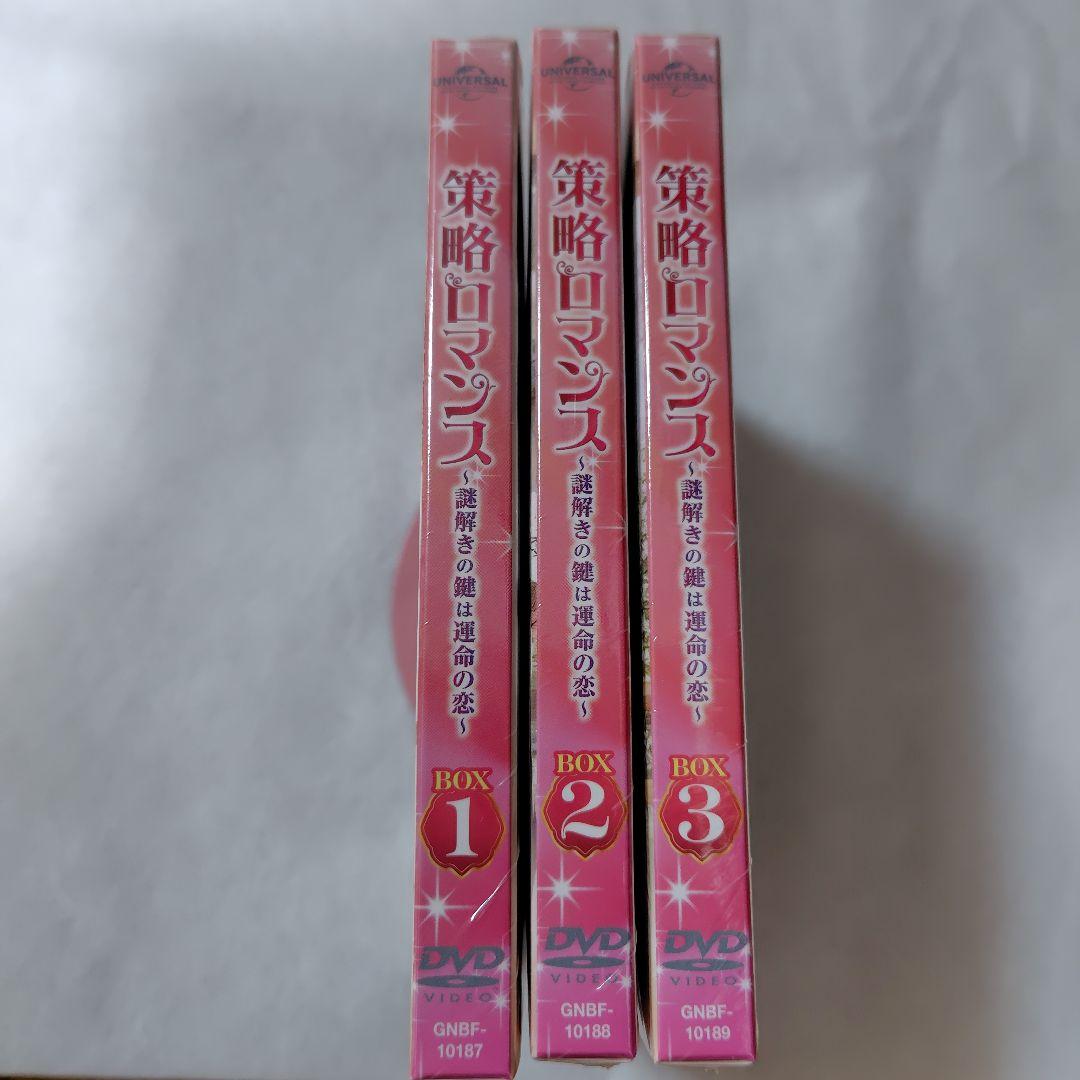 UNIVERSAL
策略ロマンス
~謎解きの鍵は運命の恋~
BOX
1
DVD
VIDEO
GNBF-
10187
UNIVERSAL
策略ロマンス
~謎解きの鍵は運命の恋~
BOX
2
DVD
VIDEO
GNBF-
10188
UNIVERSAL
策略ロマンス
~謎解きの鍵は運命の恋~
BOX
3
DVD
VIDEO
GNBF-
10189